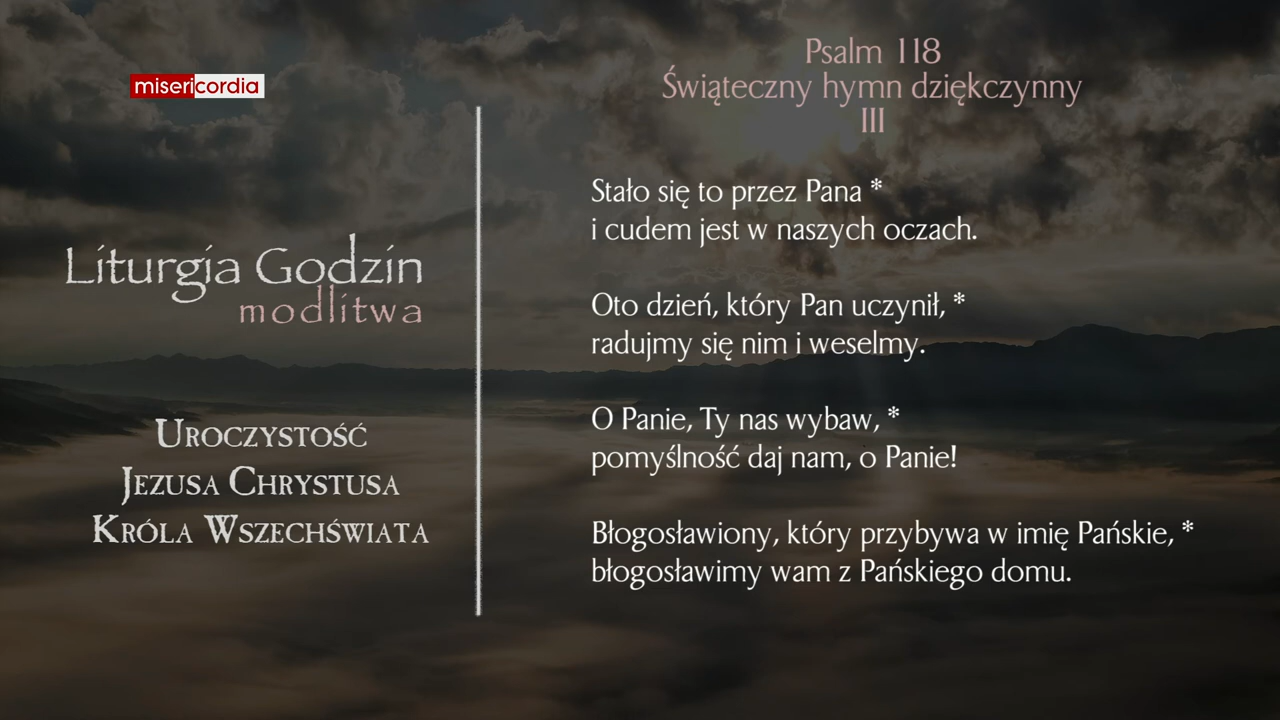 misericordia
Liturgia Godzin
modlitwa
Uroczystość
Jezusa Chrystusa
Króla Wszechświata
Psalm 118
Świąteczny hymn dziękczynny
III
Stało się to przez Pana *
i cudem jest w naszych oczach.
Oto dzień, który Pan uczynił, *
radujmy się nim i weselmy.
O Panie, Ty nas wybaw, *
pomyślność daj nam, o Panie!
Błogosławiony, który przybywa w imię Pańskie, *
błogosławimy wam z Pańskiego domu.